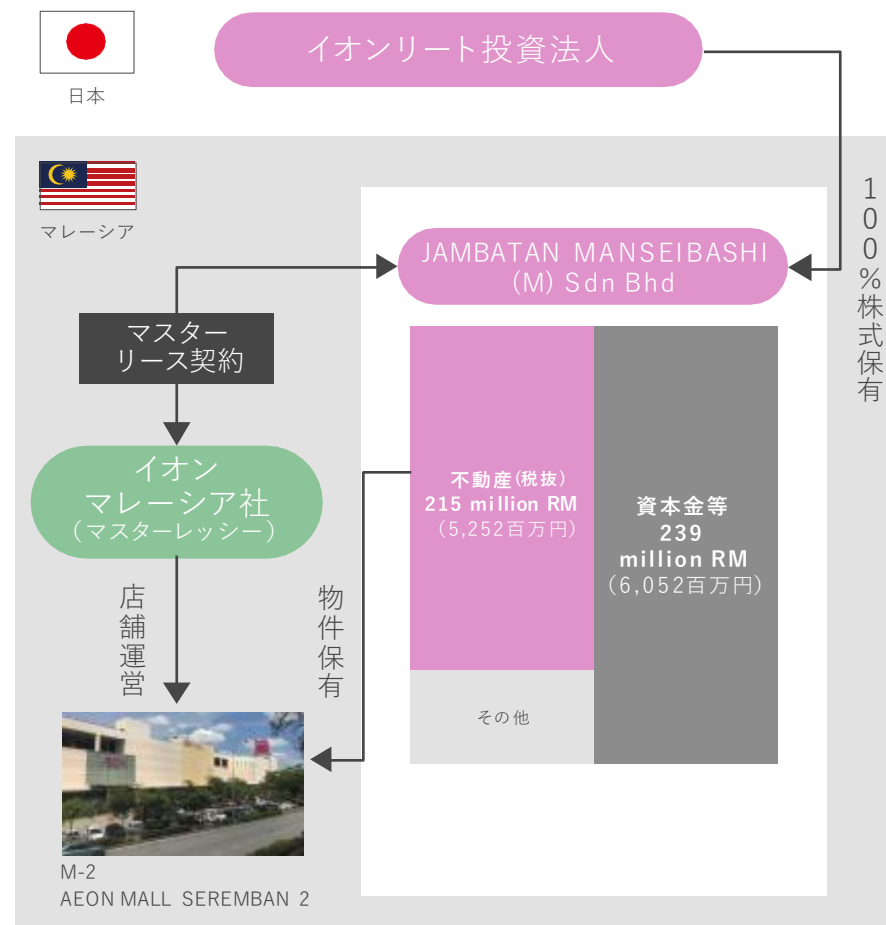 イオンリート投資法人
日本
マレーシア
100%株式保有
JAMBATAN MANSEIBASHI
(M) Sdn Bhd
マスター
リース契約
イオン
マレーシア社
(マスターレッシー)
不動産(税抜)
215 million RM
(5,252百万円)
資本金等
239
million RM
(6,052百万円)
店舗運営
物件保有
その他
M-2
AEON MALL SEREMBAN 2